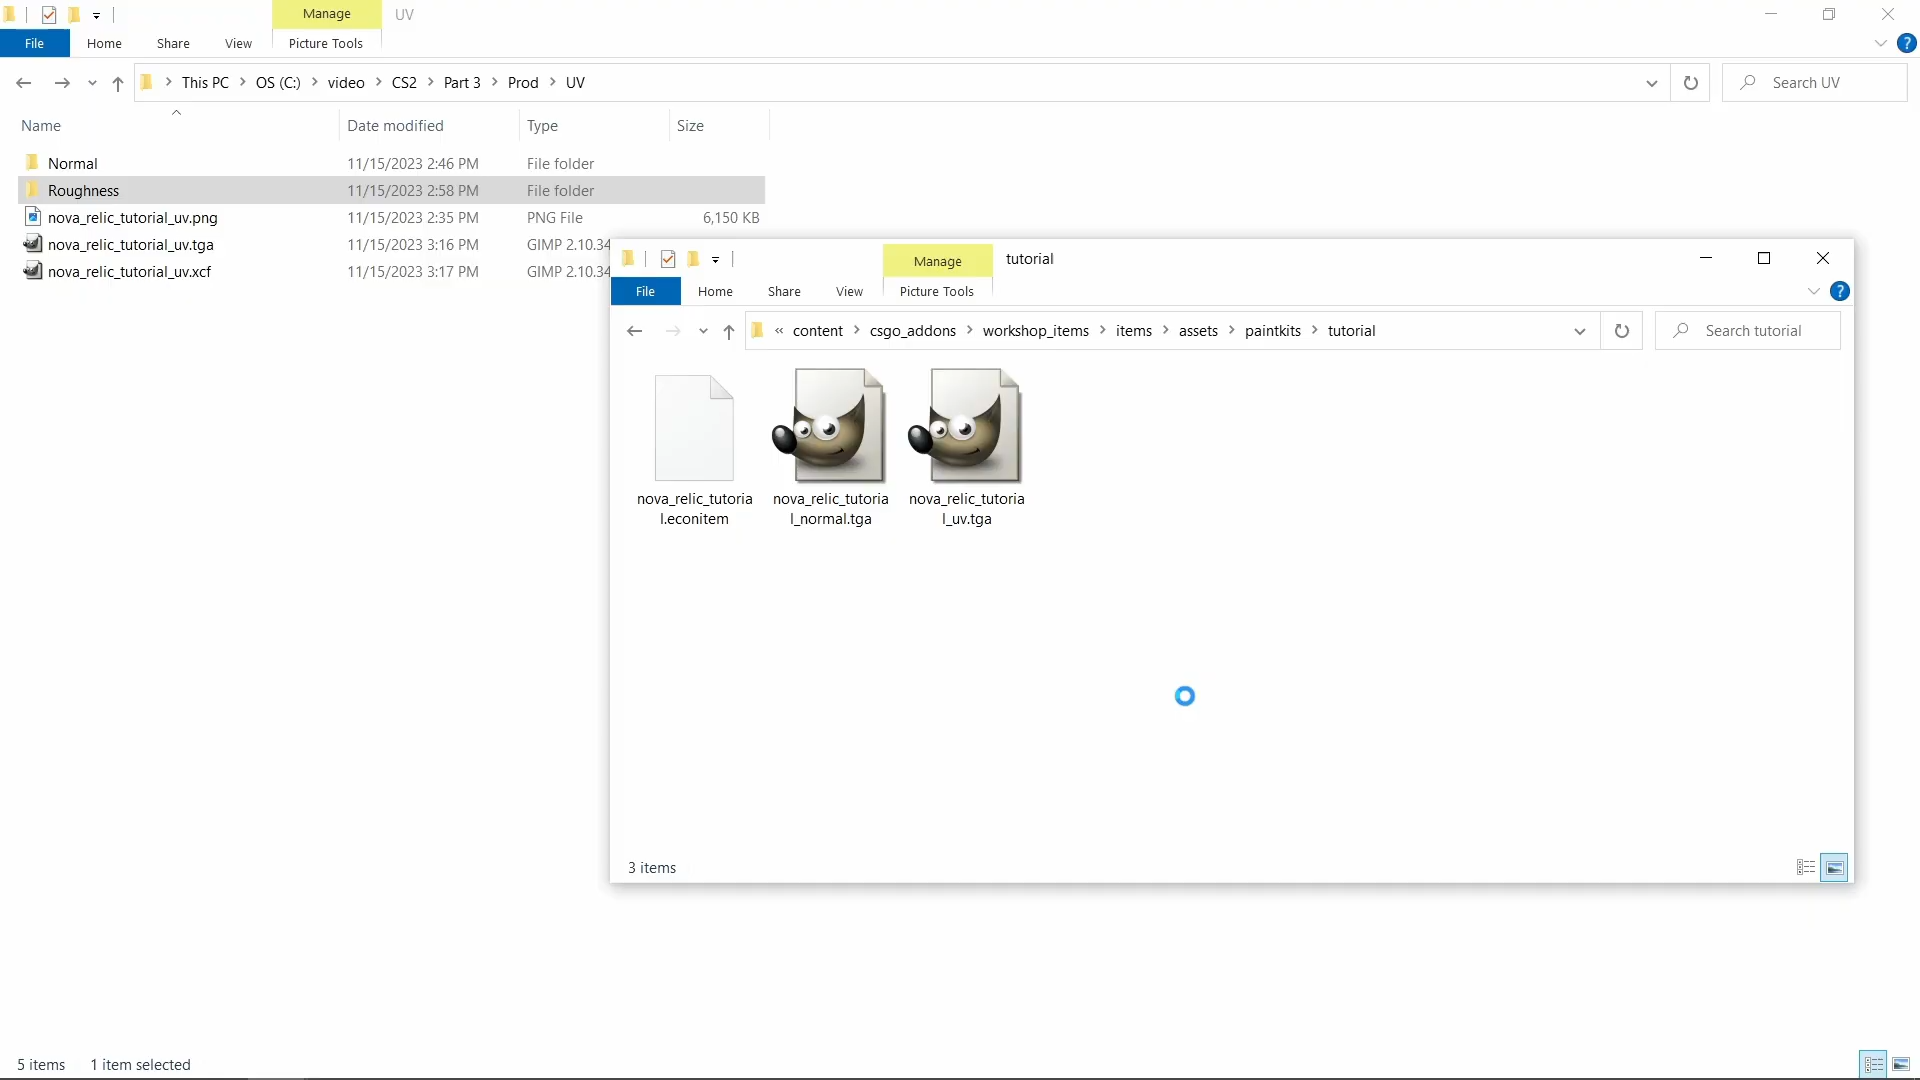 Manage
UV
File
Home
Share
View
Picture Tools
?
This PC > OS (C:) > video > CS2 > Part 3 > Prod > UV
Search UV
Name
Date modified
Type
Size
Normal 11/15/2023 2:46 PM File folder
Roughness 11/15/2023 2:58 PM File folder
nova_relic_tutorial_uv.png 11/15/2023 2:35 PM PNG File 6,150 KB
nova_relic_tutorial_uv.tga 11/15/2023 3:16 PM GIMP 2.10.34
nova_relic_tutorial_uv.xcf 11/15/2023 3:17 PM GIMP 2.10.34
Manage
tutorial
File
Home
Share
View
Picture Tools
?
« content > csgo_addons > workshop_items > items > assets > paintkits > tutorial
Search tutorial
nova_relic_tutoria
l.econitem
nova_relic_tutoria
l_normal.tga
nova_relic_tutoria
l_uv.tga
3 items
5 items
1 item selected